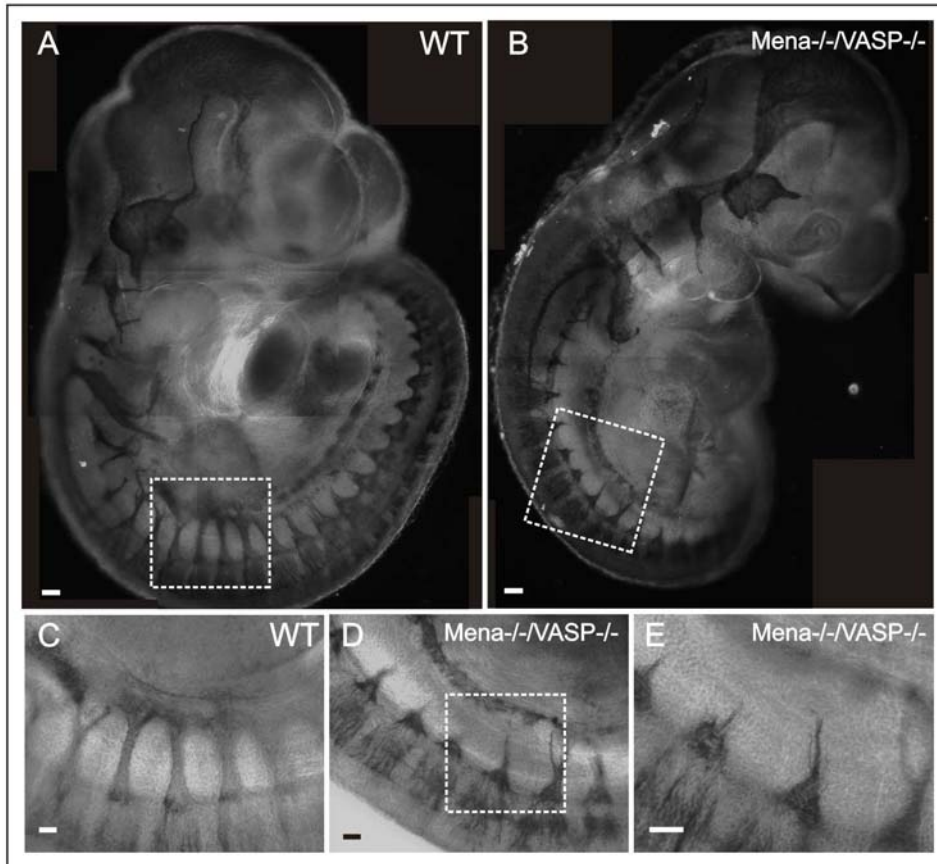 A WT
B Mena-/-/VASP-/-
C WT
D Mena-/-/VASP-/-
E Mena-/-/VASP-/-